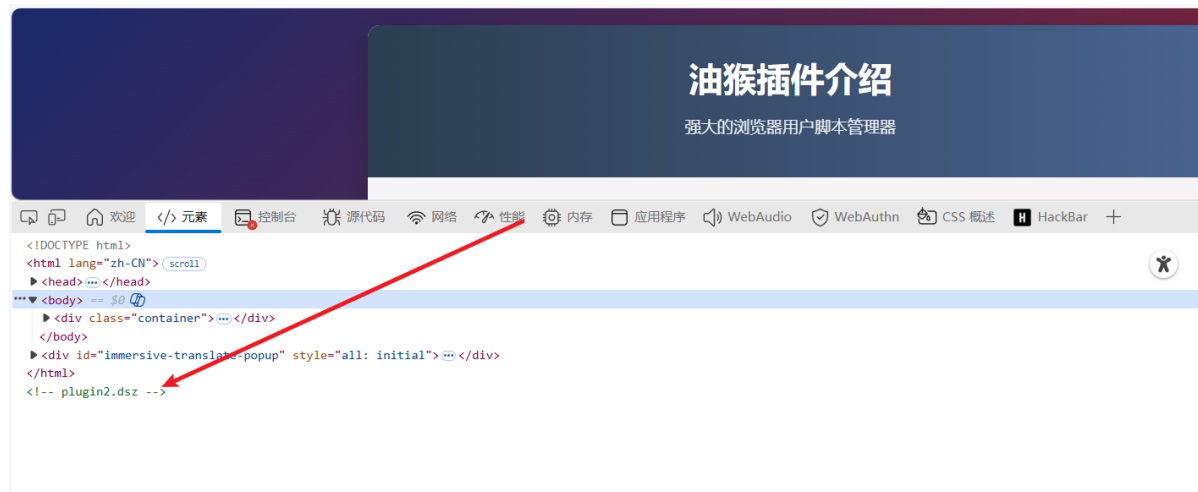 油猴插件介绍
强大的浏览器用户脚本管理器
欢迎 </> 元素 控制台 源代码 网络 性能 内存 应用程序 WebAudio WebAuthn CSS 概述 H HackBar +
<!DOCTYPE html>
<html lang="zh-CN"> scroll
▶ <head> ••• </head>
••• ▼ <body> == $0
▶ <div class="container"> ••• </div>
</body>
▶ <div id="immersive-translate-popup" style="all: initial"> ••• </div>
</html>
<!-- plugin2.dsz -->